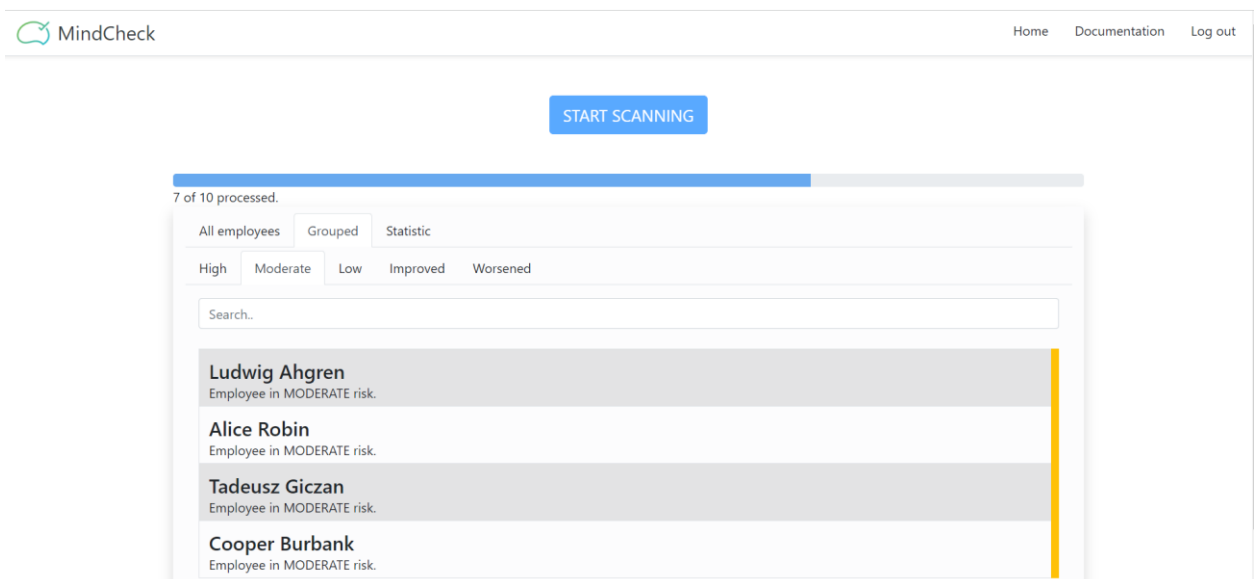 MindCheck Home Documentation Log out
START SCANNING
7 of 10 processed.
All employees Grouped Statistic
High Moderate Low Improved Worsened
Search..
Ludwig Ahgren
Employee in MODERATE risk.
Alice Robin
Employee in MODERATE risk.
Tadeusz Giczan
Employee in MODERATE risk.
Cooper Burbank
Employee in MODERATE risk.